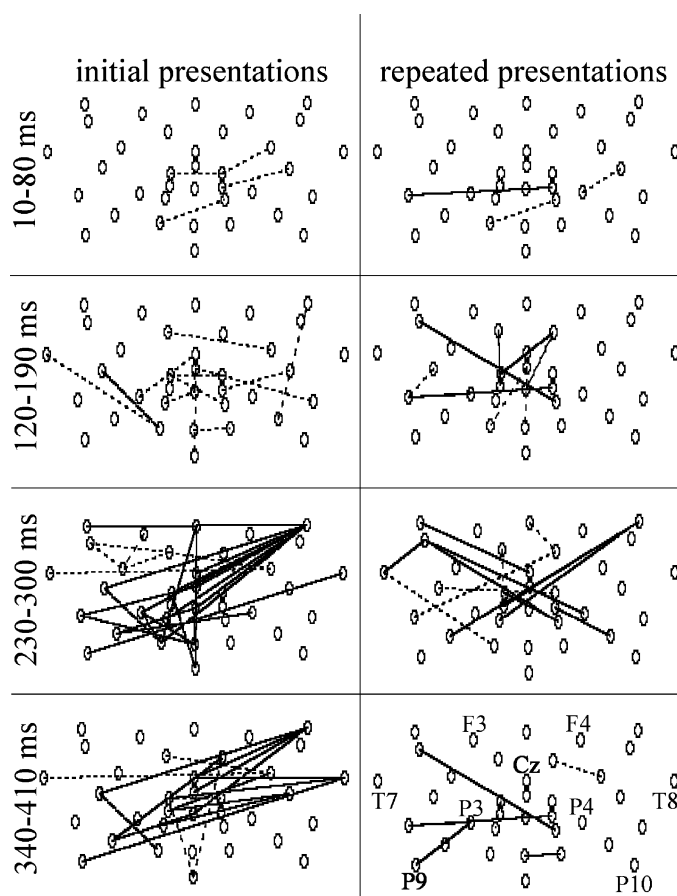 initial presentations
repeated presentations
10-80 ms
120-190 ms
230-300 ms
340-410 ms
F3
F4
Cz
T7
P3
P4
T8
P9
P10